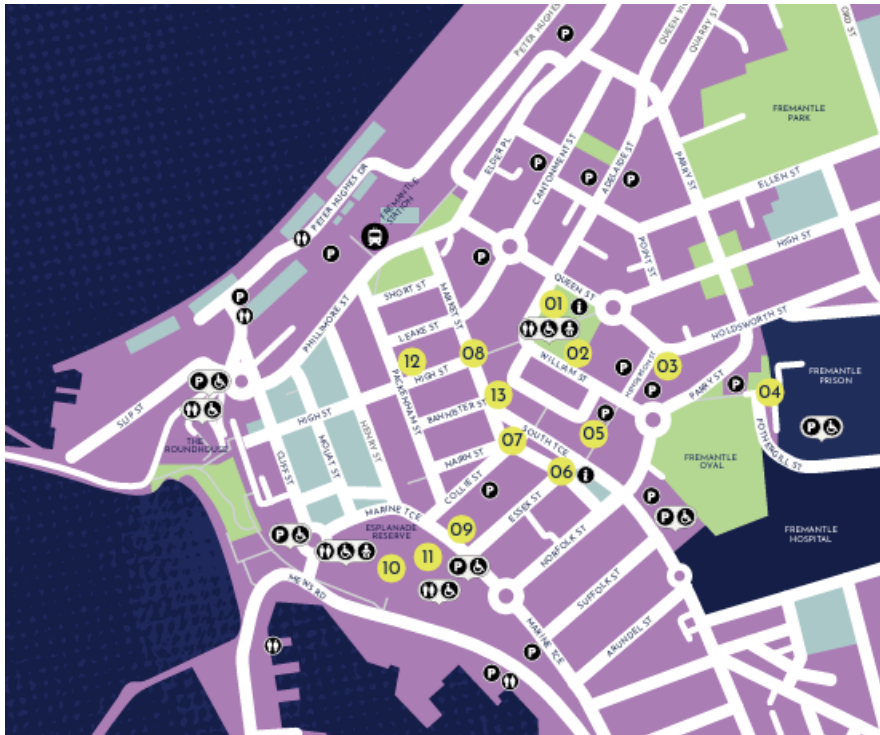 PETER HUGHES
QUEEN VI
QUARRY ST
ORD ST
P
FREMANTLE
PARK
ELDER PL
CANTONMENT ST
P
ADELAIDE ST
P
P
PARRY ST
ELLEN ST
PETER HUGHES DR
FREMANTLE
STATION
P
P
POINT ST
HIGH ST
QUEEN ST
SHORT ST
MARKET ST
01
i
P
PHILLIMORE ST
LEAKE ST
HOLDSWORTH ST
12
08
02
WILLIAM ST
P
HENDERSON ST
03
HIGH ST
PARRY ST
FREMANTLE
PRISON
P
SLIP ST
PACKENHAM ST
13
P
P
04
HIGH ST
BANNISTER ST
P
P
THE
ROUNDHOUSE
HENRY ST
07
SOUTH TCE
05
FOTHERGILL ST
CLIFF ST
MOUAT ST
NAIRN ST
FREMANTLE
OVAL
COLLIE ST
06
i
P
ESSEX ST
P
MARINE TCE
P
P
ESPLANADE
RESERVE
09
FREMANTLE
HOSPITAL
10
11
P
NORFOLK ST
SUFFOLK ST
MEWS RD
MARINE TCE
ARUNDEL ST
P
P